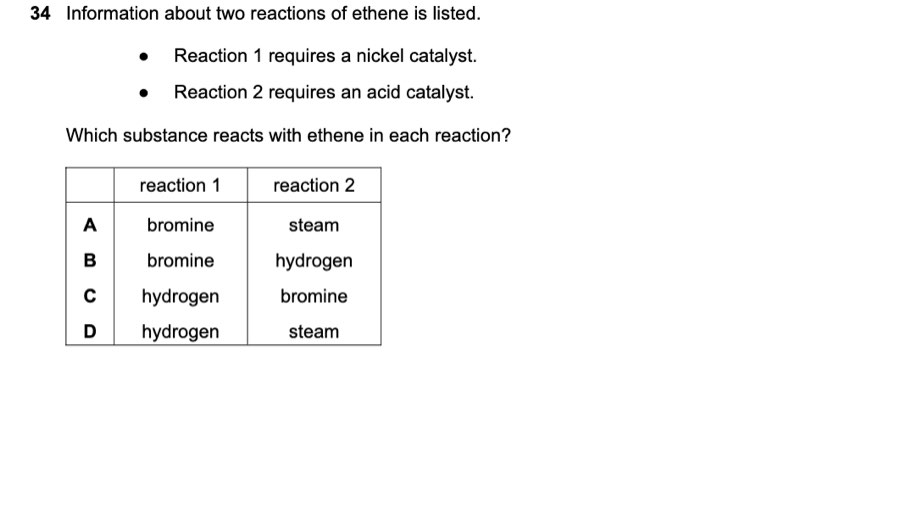 34 Information about two reactions of ethene is listed.
● Reaction 1 requires a nickel catalyst.
● Reaction 2 requires an acid catalyst.
Which substance reacts with ethene in each reaction?
reaction 1 reaction 2
A bromine steam
B bromine hydrogen
C hydrogen bromine
D hydrogen steam